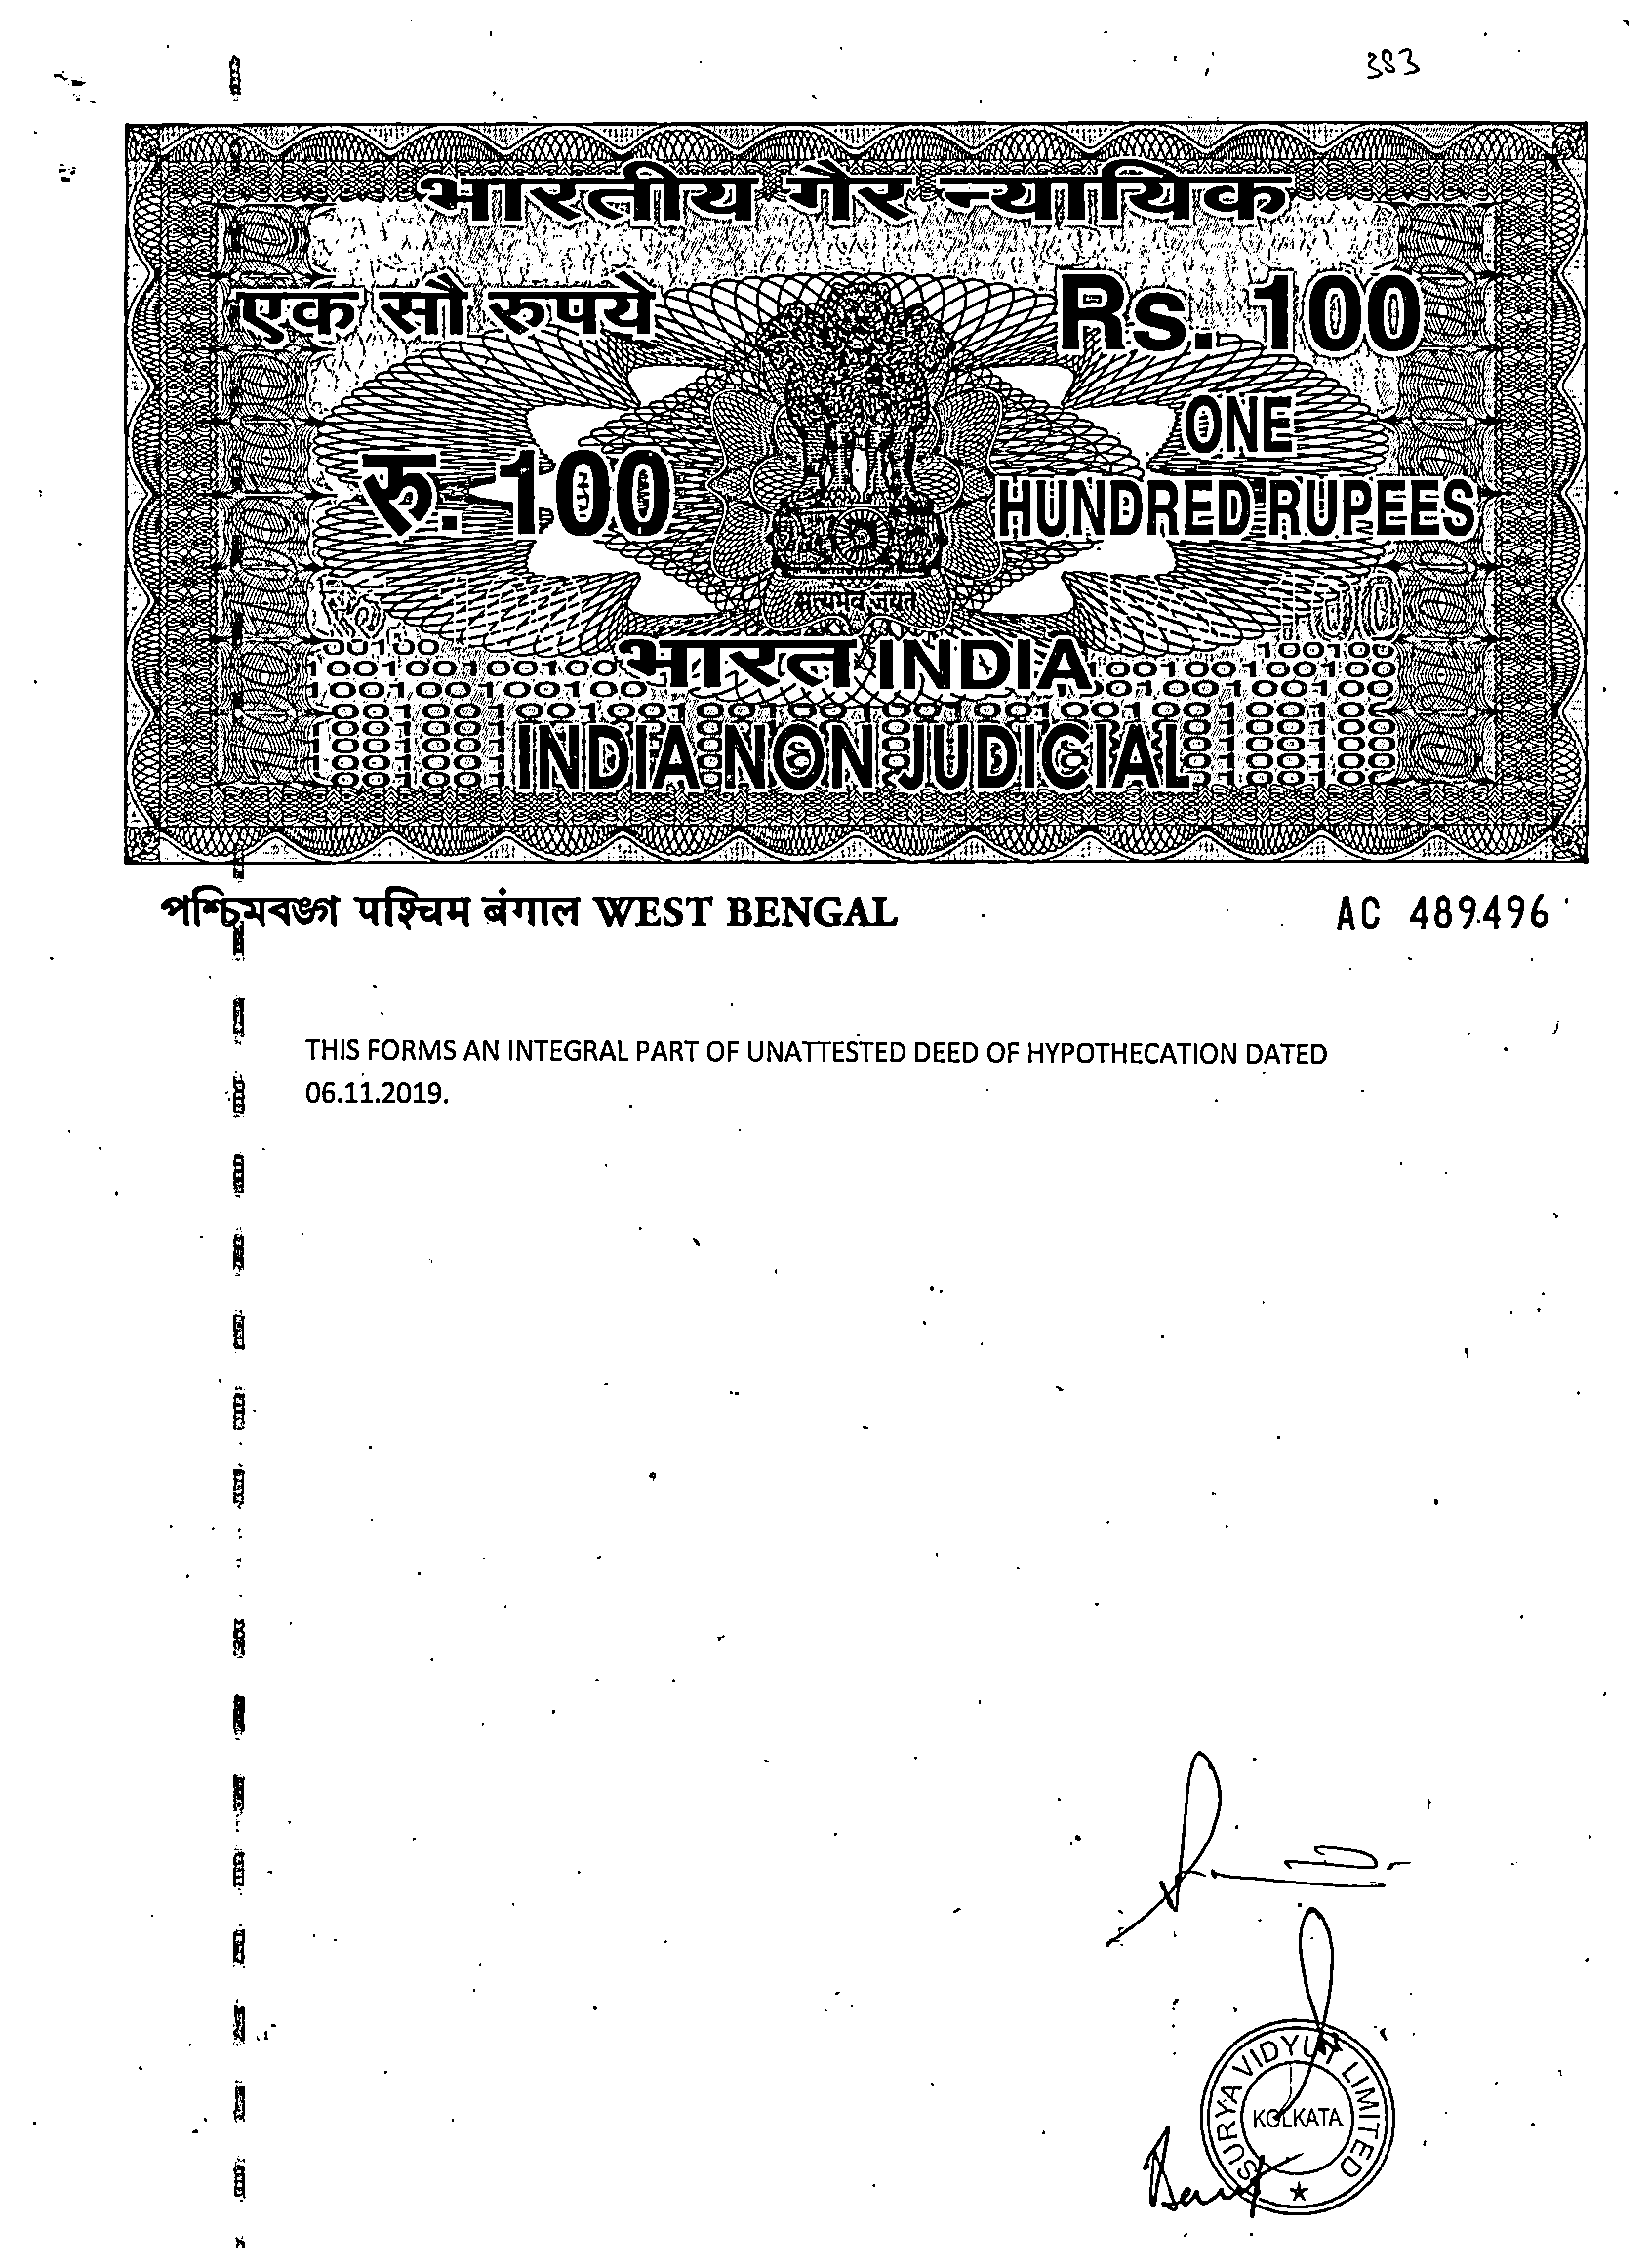 383
भारतीय गैर न्यायिक
एक सौ रुपये
Rs. 100
रु. 100
ONE
HUNDRED RUPEES
सत्यमेव जयते
भारत INDIA
INDIA NON JUDICIAL
পশ্চিমবঙ্গ पश्चिम बंगाल WEST BENGAL
AC 489496
THIS FORMS AN INTEGRAL PART OF UNATTESTED DEED OF HYPOTHECATION DATED
06.11.2019.
SURYA VIDYUT LIMITED
KOLKATA